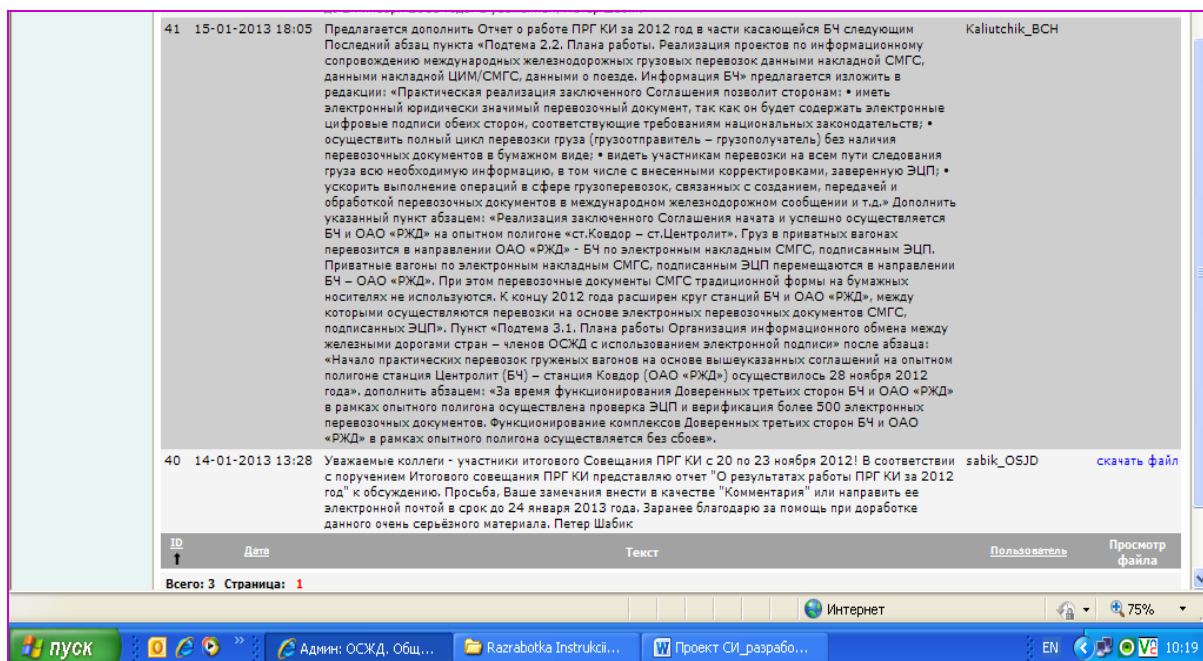 41 15-01-2013 18:05 Предлагается дополнить Отчет о работе ПРГ КИ за 2012 год в части касающейся БЧ следующим Kaliutchik_BCH
Последний абзац пункта «Подтема 2.2. Плана работы. Реализация проектов по информационному
сопровождению международных железнодорожных грузовых перевозок данными накладной СМГС,
данными накладной ЦИМ/СМГС, данными о поезде. Информация БЧ» предлагается изложить в
редакции: «Практическая реализация заключенного Соглашения позволит сторонам: • иметь
электронный юридически значимый перевозочный документ, так как он будет содержать электронные
цифровые подписи обеих сторон, соответствующие требованиям национальных законодательств; •
осуществить полный цикл перевозки груза (грузоотправитель – грузополучатель) без наличия
перевозочных документов в бумажном виде; • видеть участникам перевозки на всем пути следования
груза всю необходимую информацию, в том числе с внесенными корректировками, заверенную ЭЦП; •
ускорить выполнение операций в сфере грузоперевозок, связанных с созданием, передачей и
обработкой перевозочных документов в международном железнодорожном сообщении и т.д.» Дополнить
указанный пункт абзацем: «Реализация заключенного Соглашения начата и успешно осуществляется
БЧ и ОАО «РЖД» на опытном полигоне «ст.Ковдор – ст.Центролит». Груз в приватных вагонах
перевозится в направлении ОАО «РЖД» - БЧ по электронным накладным СМГС, подписанным ЭЦП.
Приватные вагоны по электронным накладным СМГС, подписанным ЭЦП перемещаются в направлении
БЧ – ОАО «РЖД». При этом перевозочные документы СМГС традиционной формы на бумажных
носителях не используются. К концу 2012 года расширен круг станций БЧ и ОАО «РЖД», между
которыми осуществляются перевозки на основе электронных перевозочных документов СМГС,
подписанных ЭЦП». Пункт «Подтема 3.1. Плана работы Организация информационного обмена между
железными дорогами стран – членов ОСЖД с использованием электронной подписи» после абзаца:
«Начало практических перевозок груженых вагонов на основе вышеуказанных соглашений на опытном
полигоне станция Центролит (БЧ) – станция Ковдор (ОАО «РЖД») осуществилось 28 ноября 2012
года». дополнить абзацем: «За время функционирования Доверенных третьих сторон БЧ и ОАО «РЖД»
в рамках опытного полигона осуществлена проверка ЭЦП и верификация более 500 электронных
перевозочных документов. Функционирование комплексов Доверенных третьих сторон БЧ и ОАО
«РЖД» в рамках опытного полигона осуществляется без сбоев».
40 14-01-2013 13:28 Уважаемые коллеги - участники итогового Совещания ПРГ КИ с 20 по 23 ноября 2012! В соответствии sabik_OSJD скачать файл
с поручением Итогового совещания ПРГ КИ представляю отчет "О результатах работы ПРГ КИ за 2012
год" к обсуждению. Просьба, Ваше замечания внести в качестве "Комментария" или направить ее
электронной почтой в срок до 24 января 2013 года. Заранее благодарю за помощь при доработке
данного очень серьёзного материала. Петер Шабик
ID Дата Текст Пользователь Просмотр файла
Всего: 3 Страница: 1
Интернет 75%
пуск Админ: ОСЖД. Общ... Razrabotka Instrukcii... Проект СИ_разрабо... EN 10:19